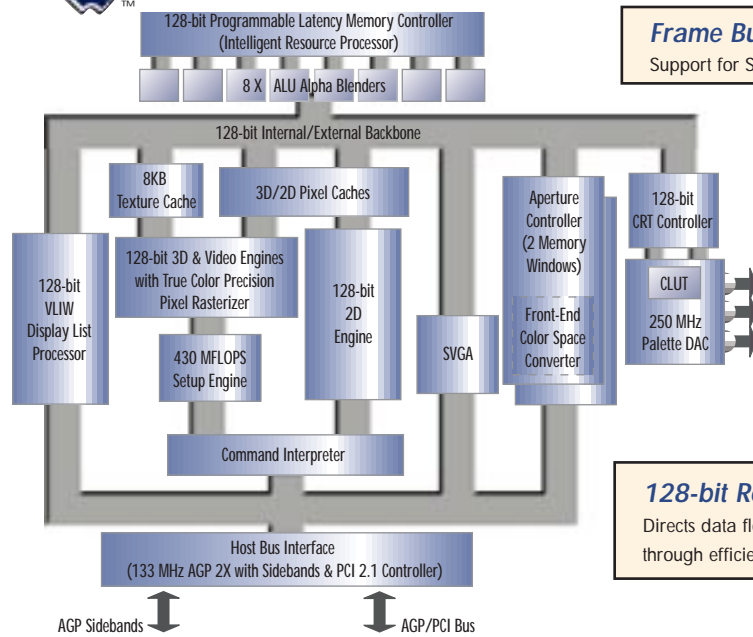 ™
128-bit Programmable Latency Memory Controller
(Intelligent Resource Processor)
8 X ALU Alpha Blenders
128-bit Internal/External Backbone
8KB
Texture Cache
3D/2D Pixel Caches
128-bit
VLIW
Display List
Processor
128-bit 3D & Video Engines
with True Color Precision
Pixel Rasterizer
430 MFLOPS
Setup Engine
128-bit
2D
Engine
SVGA
Aperture
Controller
(2 Memory
Windows)
Front-End
Color Space
Converter
128-bit
CRT Controller
CLUT
250 MHz
Palette DAC
Command Interpreter
Host Bus Interface
(133 MHz AGP 2X with Sidebands & PCI 2.1 Controller)
AGP Sidebands
AGP/PCI Bus
Frame Bu
Support for S
128-bit R
Directs data fl
through efficie